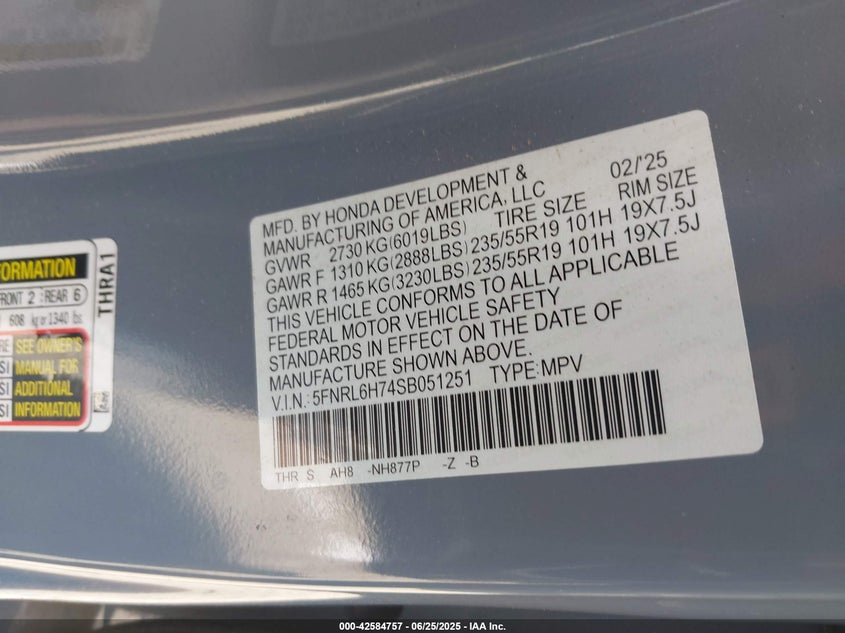 MFD. BY HONDA DEVELOPMENT & 02/'25
MANUFACTURING OF AMERICA, LLC
GVWR 2730 KG(6019LBS) TIRE SIZE RIM SIZE
GAWR F 1310 KG(2888LBS) 235/55R19 101H 19X7.5J
GAWR R 1465 KG(3230LBS) 235/55R19 101H 19X7.5J
THIS VEHICLE CONFORMS TO ALL APPLICABLE
FEDERAL MOTOR VEHICLE SAFETY
STANDARDS IN EFFECT ON THE DATE OF
MANUFACTURE SHOWN ABOVE.
V.I.N.: 5FNRL6H74SB051251 TYPE: MPV
THR S AH8 -NH877P -Z -B
FORMATION
FRONT 2 : REAR 6
608 kg or 1340 lbs
RE SEE OWNER'S
SI MANUAL FOR
SI ADDITIONAL
SI INFORMATION
THRA1
000-42584757 - 06/25/2025 - IAA Inc.